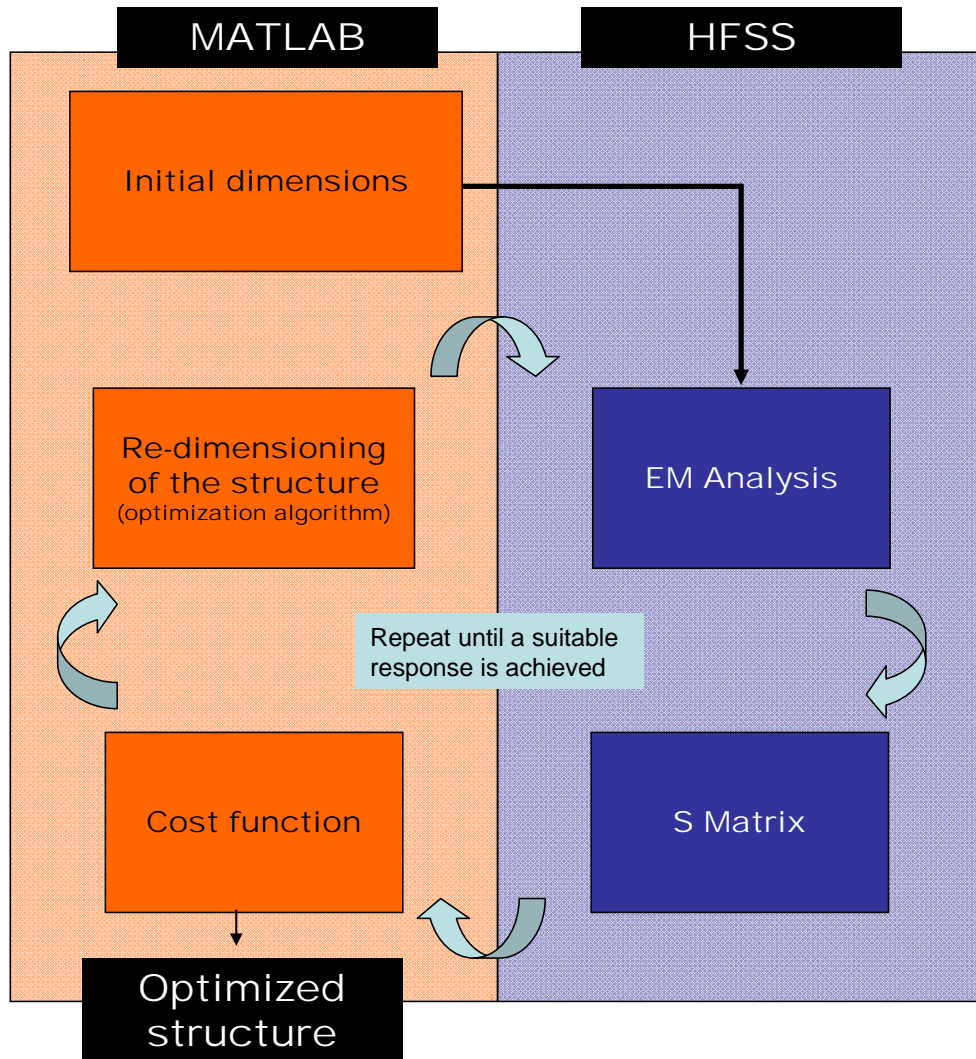 MATLAB
HFSS
Initial dimensions
Re-dimensioning
of the structure
(optimization algorithm)
EM Analysis
Repeat until a suitable
response is achieved
Cost function
S Matrix
Optimized
structure